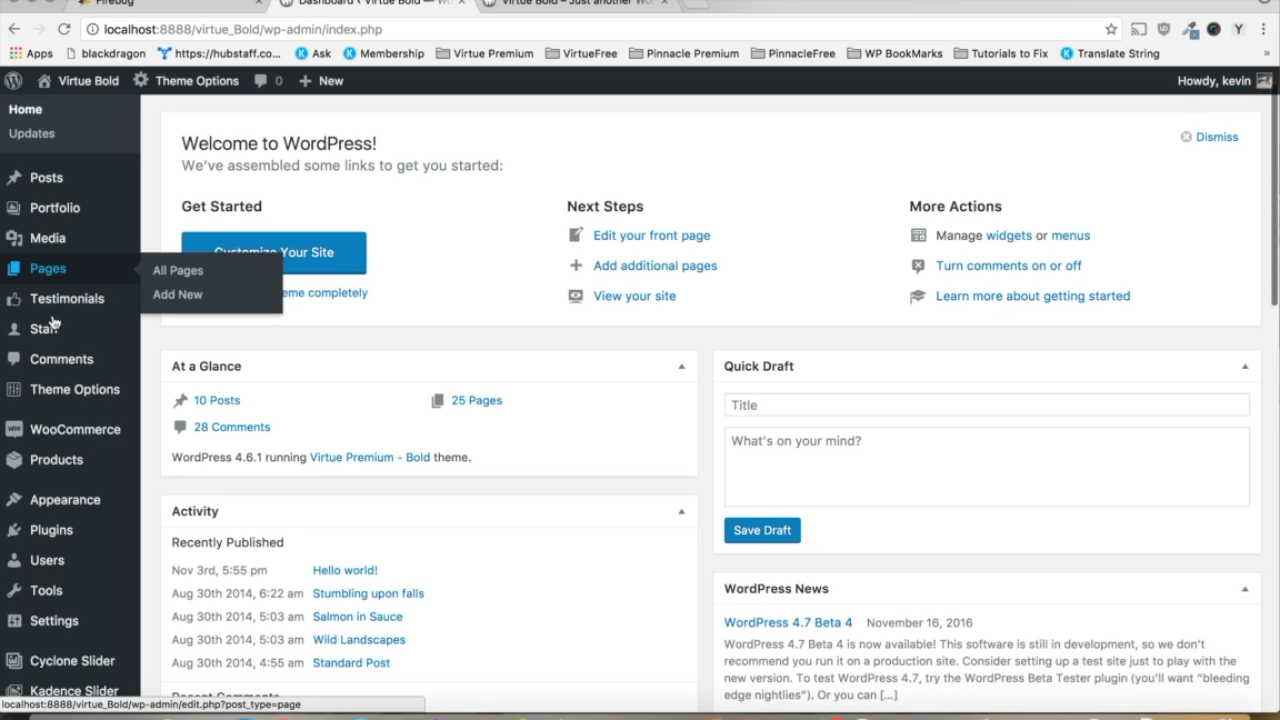 Firebug
Dashboard ‹ Virtue Bold — Wo
Virtue Bold – Just another W
localhost:8888/virtue_Bold/wp-admin/index.php
Apps blackdragon https://hubstaff.co... Ask Membership Virtue Premium VirtueFree Pinnacle Premium PinnacleFree WP BookMarks Tutorials to Fix Translate String »
Virtue Bold Theme Options 0 + New Howdy, kevin
Home
Updates
Posts
Portfolio
Media
Pages
All Pages
Add New
Testimonials
Staff
Comments
Theme Options
WooCommerce
Products
Appearance
Plugins
Users
Tools
Settings
Cyclone Slider
Kadence Slider
Welcome to WordPress!
Dismiss
We've assembled some links to get you started:
Get Started
Customize Your Site
eme completely
Next Steps
Edit your front page
Add additional pages
View your site
More Actions
Manage widgets or menus
Turn comments on or off
Learn more about getting started
At a Glance
10 Posts
25 Pages
28 Comments
WordPress 4.6.1 running Virtue Premium - Bold theme.
Activity
Recently Published
Nov 3rd, 5:55 pm Hello world!
Aug 30th 2014, 6:22 am Stumbling upon falls
Aug 30th 2014, 5:03 am Salmon in Sauce
Aug 30th 2014, 5:03 am Wild Landscapes
Aug 30th 2014, 4:55 am Standard Post
Recent Comments
Quick Draft
Title
What's on your mind?
Save Draft
WordPress News
WordPress 4.7 Beta 4 November 16, 2016
WordPress 4.7 Beta 4 is now available! This software is still in development, so we don't
recommend you run it on a production site. Consider setting up a test site just to play with the
new version. To test WordPress 4.7, try the WordPress Beta Tester plugin (you'll want “bleeding
edge nightlies”). Or you can [...]
localhost:8888/virtue_Bold/wp-admin/edit.php?post_type=page